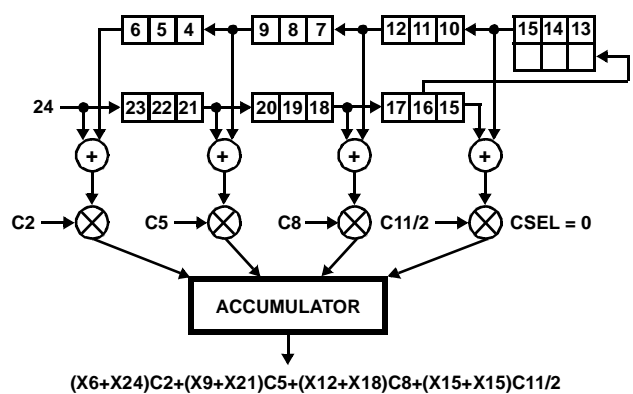 6 5 4 9 8 7 12 11 10 15 14 13
24 23 22 21 20 19 18 17 16 15
+ + + +
C2 C5 C8 C11/2 CSEL = 0
ACCUMULATOR
(X6+X24)C2+(X9+X21)C5+(X12+X18)C8+(X15+X15)C11/2